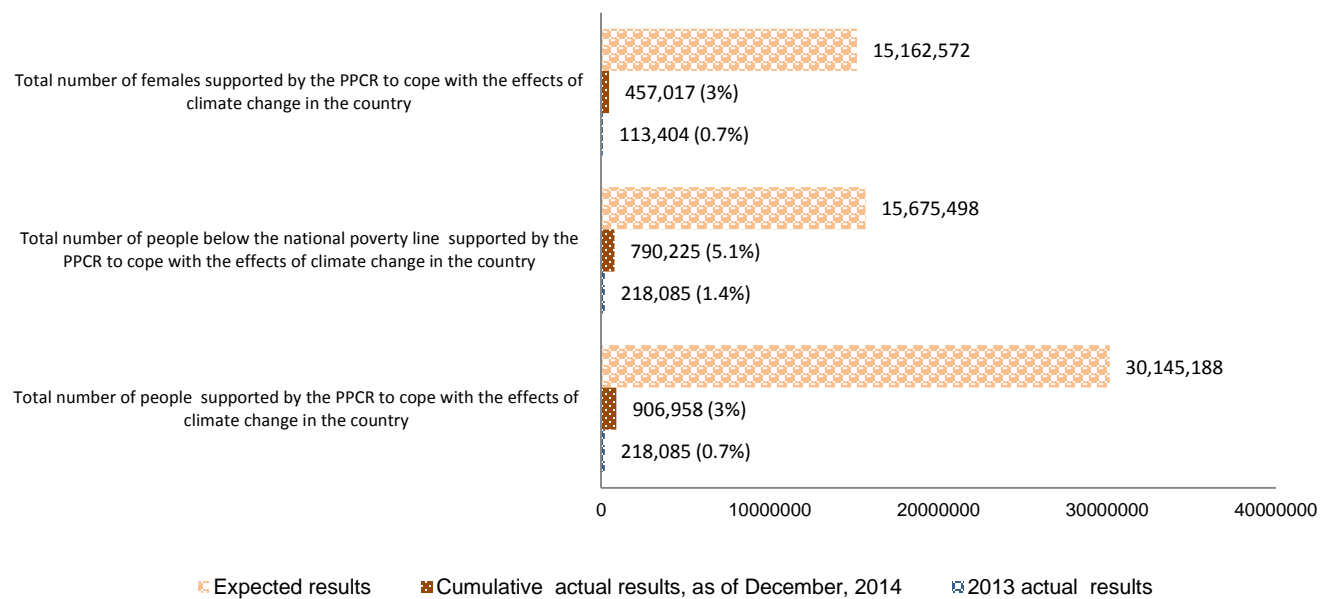 15,162,572
Total number of females supported by the PPCR to cope with the effects of
climate change in the country
457,017 (3%)
113,404 (0.7%)
15,675,498
Total number of people below the national poverty line supported by the
PPCR to cope with the effects of climate change in the country
790,225 (5.1%)
218,085 (1.4%)
30,145,188
Total number of people supported by the PPCR to cope with the effects of
climate change in the country
906,958 (3%)
218,085 (0.7%)
0 10000000 20000000 30000000 40000000
Expected results Cumulative actual results, as of December, 2014 2013 actual results